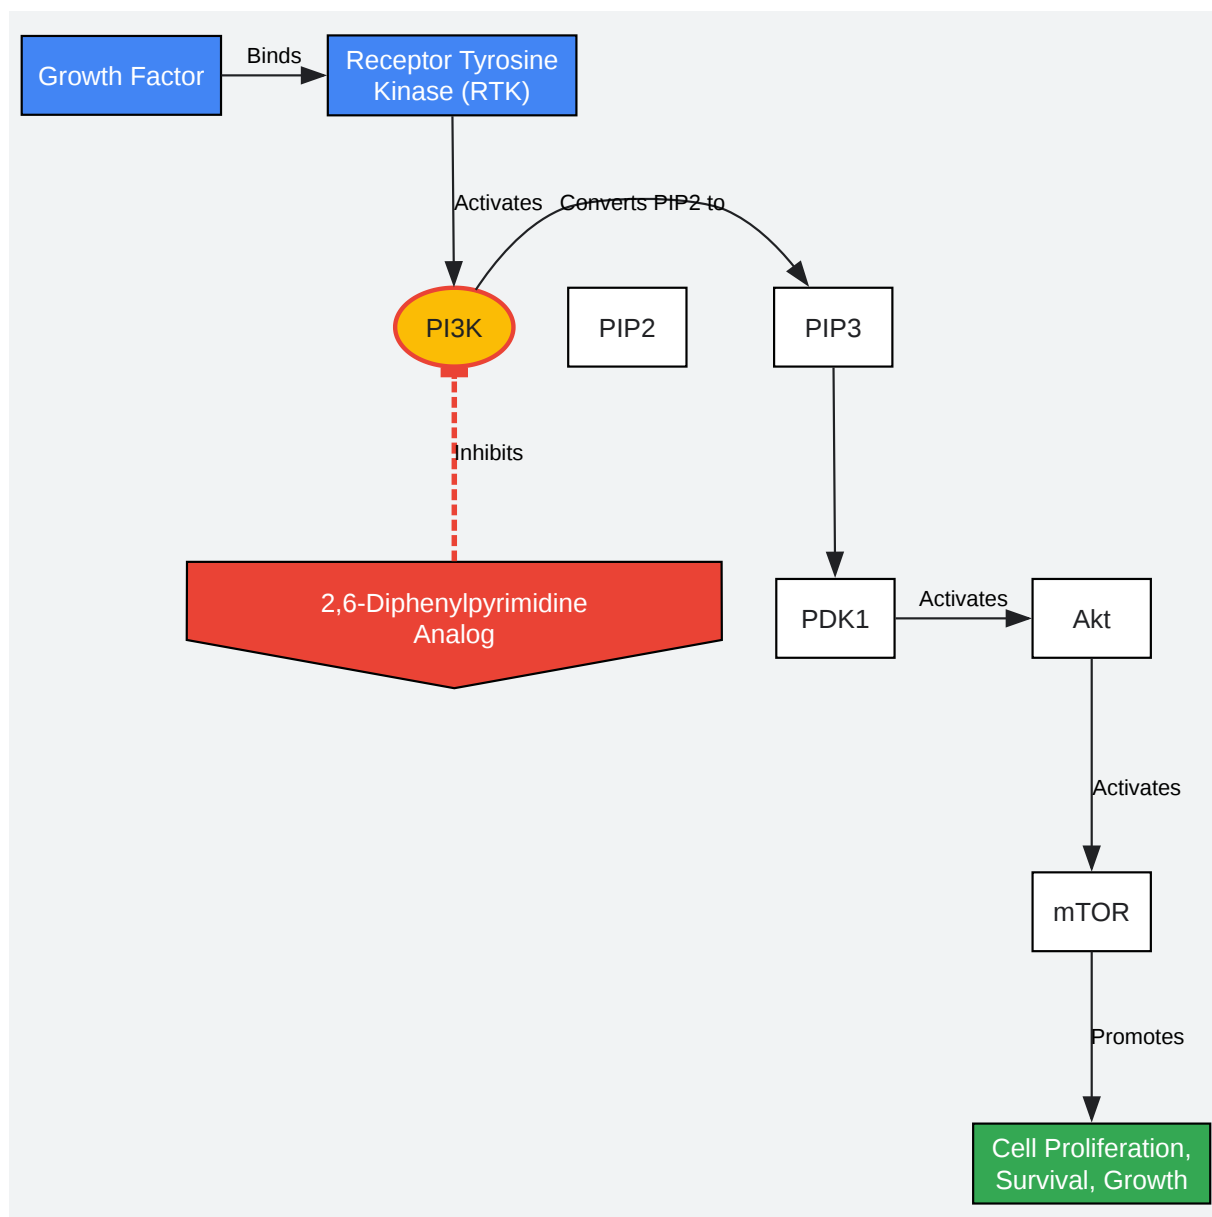 Growth Factor
Binds
Receptor Tyrosine
Kinase (RTK)
Activates
Converts PIP2 to
PI3K
PIP2
PIP3
Inhibits
2,6-Diphenylpyrimidine
Analog
PDK1
Activates
Akt
Activates
mTOR
Promotes
Cell Proliferation,
Survival, Growth